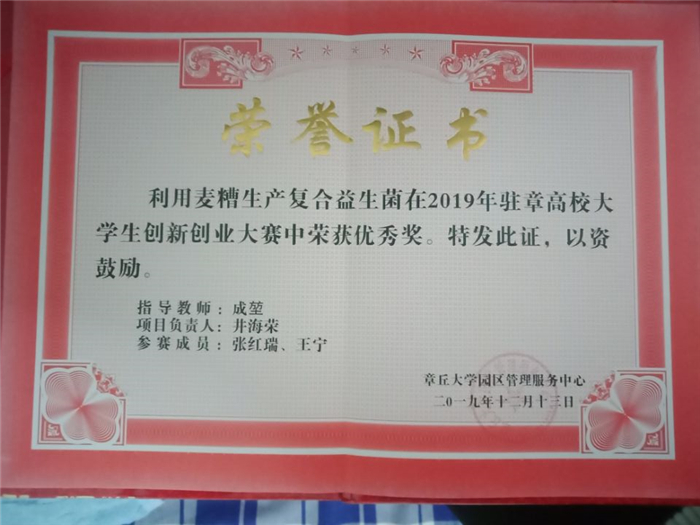 荣誉证书
利用麦糟生产复合益生菌在2019年驻章高校大
学生创新创业大赛中荣获优秀奖。特发此证，以资
鼓励。
指导教师：成堃
项目负责人：井海荣
参赛成员：张红瑞、王宁
章丘大学园区管理服务中心
二〇一九年十二月十三日